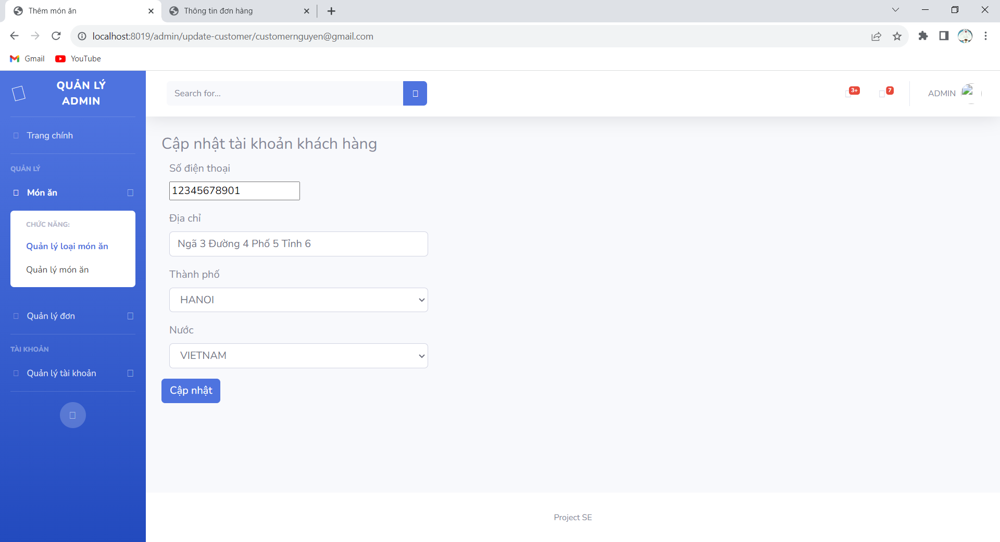 Thêm món ăn
Thông tin đơn hàng
localhost:8019/admin/update-customer/customernguyen@gmail.com
Gmail
YouTube
QUẢN LÝ
ADMIN
Trang chính
QUẢN LÝ
Món ăn
CHỨC NĂNG:
Quản lý loại món ăn
Quản lý món ăn
Quản lý đơn
TÀI KHOẢN
Quản lý tài khoản
Search for...
3+
7
ADMIN
Cập nhật tài khoản khách hàng
Số điện thoại
12345678901
Địa chỉ
Ngã 3 Đường 4 Phố 5 Tỉnh 6
Thành phố
HANOI
Nước
VIETNAM
Cập nhật
Project SE